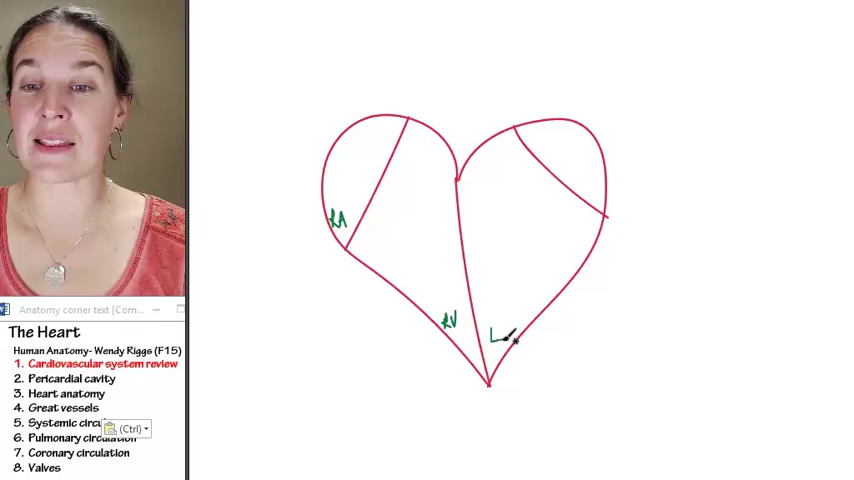 RA
RV
L
Anatomy corner text [Com...
The Heart
Human Anatomy- Wendy Riggs (F15)
1. Cardiovascular system review
2. Pericardial cavity
3. Heart anatomy
4. Great vessels
5. Systemic circu
(Ctrl)
6. Pulmonary circulation
7. Coronary circulation
8. Valves